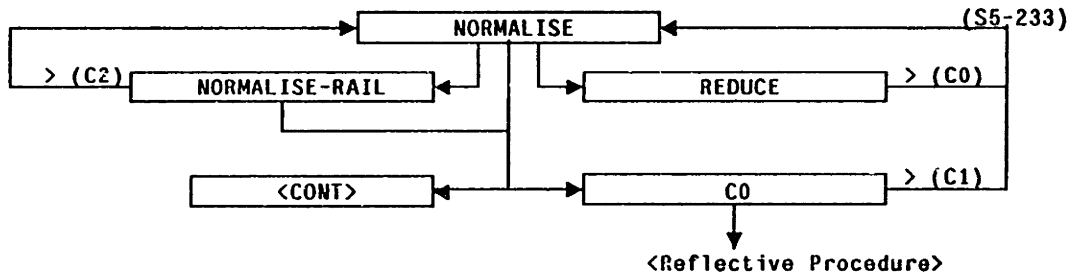 (S5-233)
NORMALISE
> (C2)
NORMALISE-RAIL
REDUCE
> (C0)
<CONT>
C0
> (C1)
<Reflective Procedure>